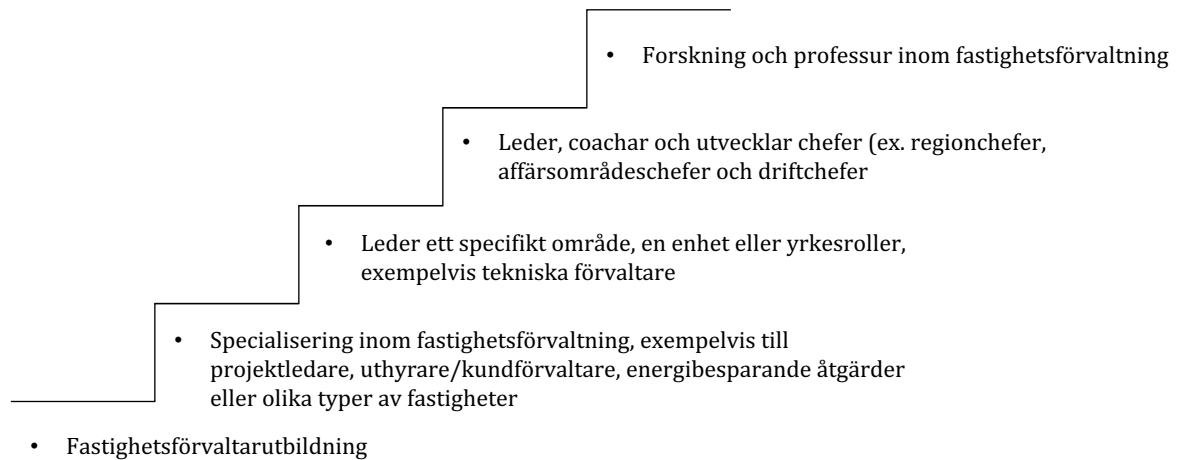 • Forskning och professur inom fastighetsförvaltning
• Leder, coachar och utvecklar chefer (ex. regionchefer,
affärsområdeschefer och driftchefer
• Leder ett specifikt område, en enhet eller yrkesroller,
exempelvis tekniska förvaltare
• Specialisering inom fastighetsförvaltning, exempelvis till
projektledare, uthyrare/kundförvaltare, energibesparande åtgärder
eller olika typer av fastigheter
• Fastighetsförvaltarutbildning